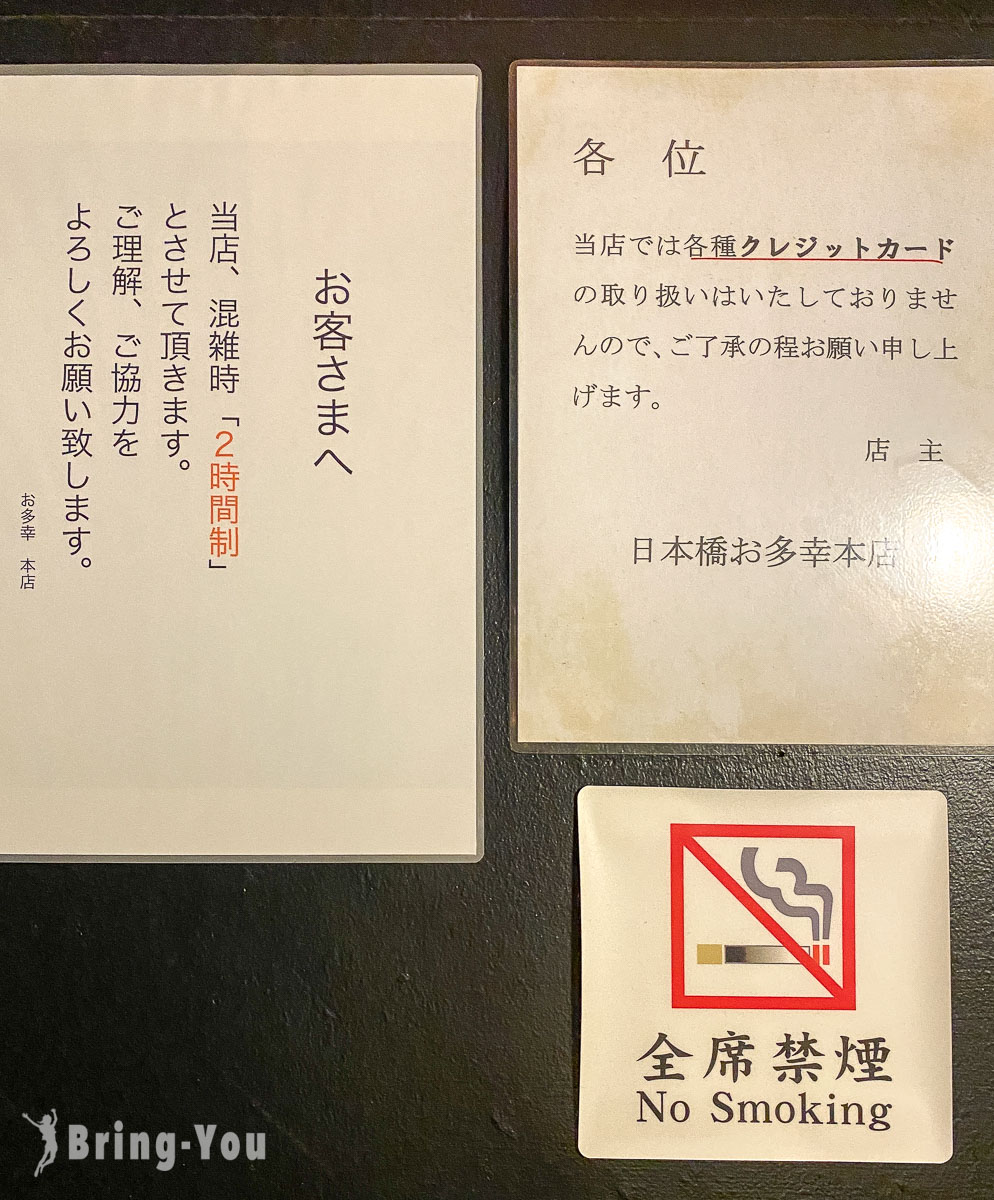 お客さまへ
当店、混雑時「2時間制」
とさせて頂きます。
ご理解、ご協力を
よろしくお願い致します。
お多幸 本店
各 位
当店では各種クレジットカード
の取り扱いはいたしておりませ
んので、ご了承の程お願い申し上
げます。
店 主
日本橋お多幸本店
全席禁煙
No Smoking
Bring-You